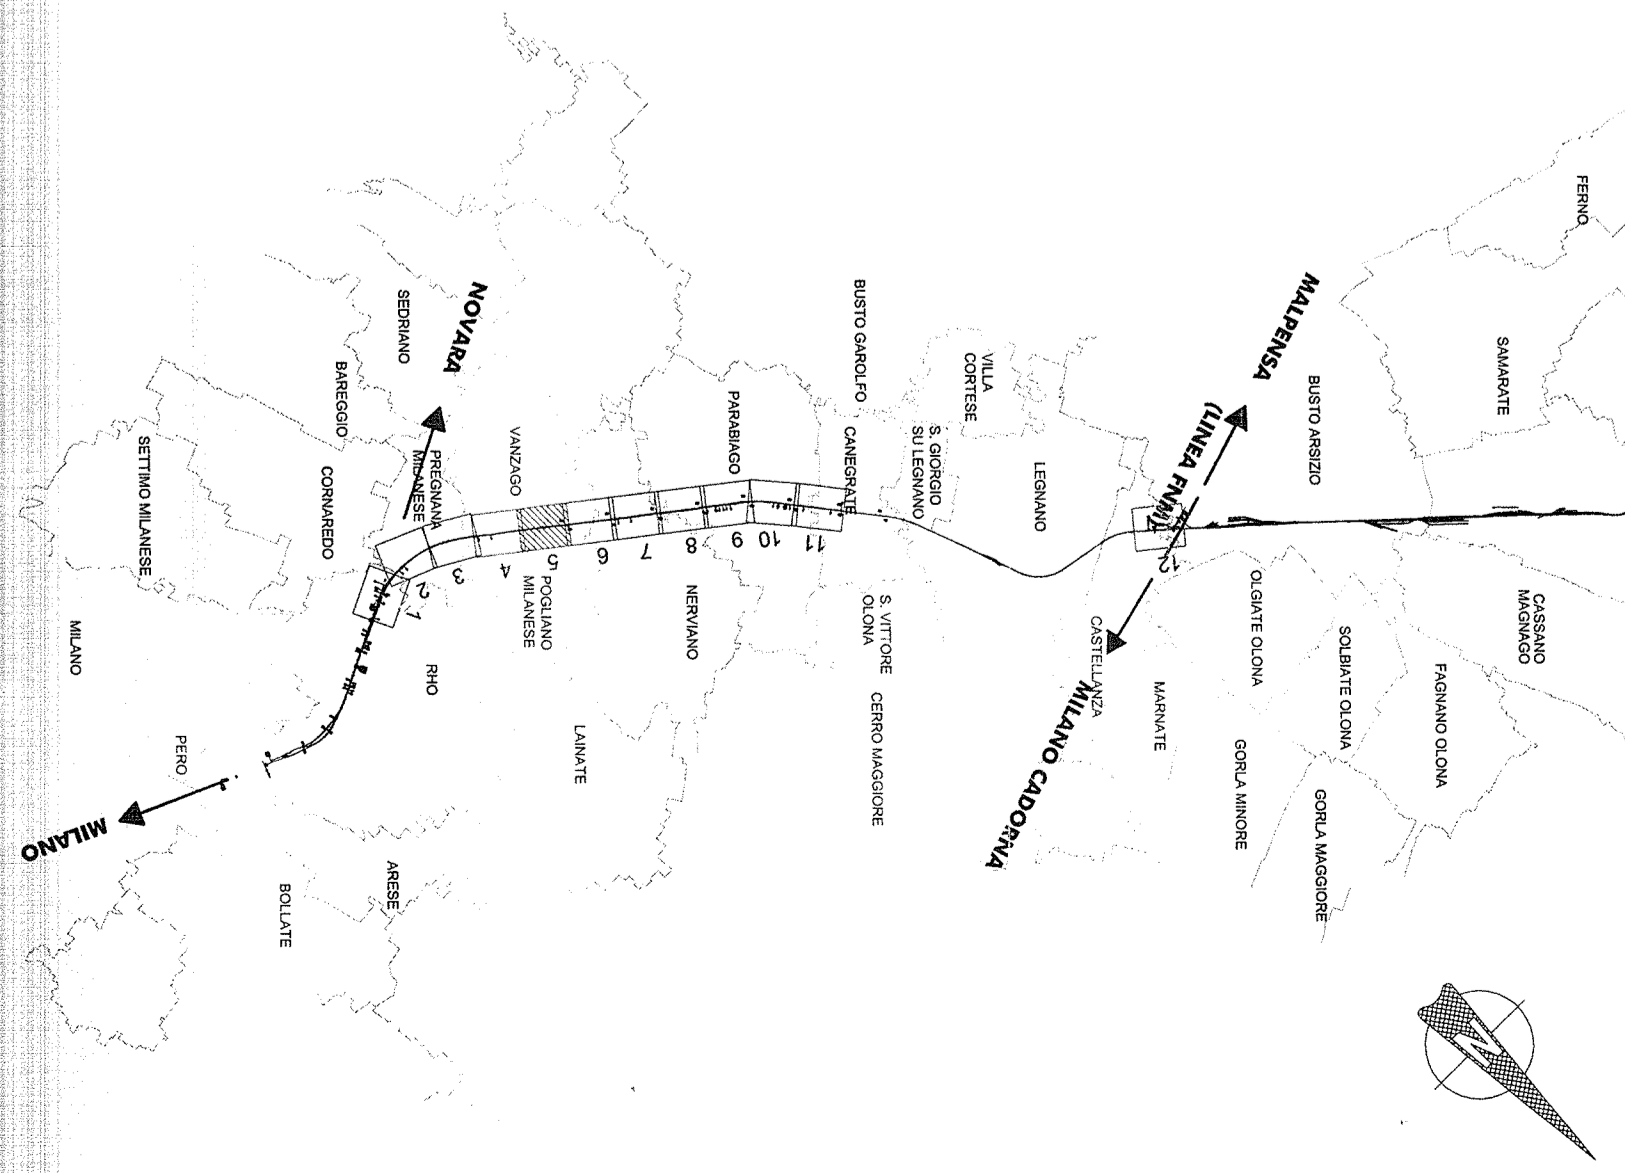 FERNO
SAMARATE
MALPENSA
(LINEA FNM)
BUSTO ARSIZIO
CASSANO
MAGNAGO
FAGNANO OLONA
SOLBIATE OLONA
OLGIATE OLONA
GORLA MAGGIORE
GORLA MINORE
MARNATE
CASTELLANZA
MILANO CADORNA
LEGNANO
VILLA
CORTESE
S. GIORGIO
SU LEGNANO
BUSTO GAROLFO
CANEGRATE
S. VITTORE
OLONA
CERRO MAGGIORE
PARABIAGO
NERVIANO
VANZAGO
POGLIANO
MILANESE
LAINATE
NOVARA
SEDRIANO
PREGNANA
MILANESE
BAREGGIO
CORNAREDO
RHO
ARESE
BOLLATE
SETTIMO MILANESE
PERO
MILANO
MILANO
1
2
3
4
5
6
7
8
9
10
11
12
N